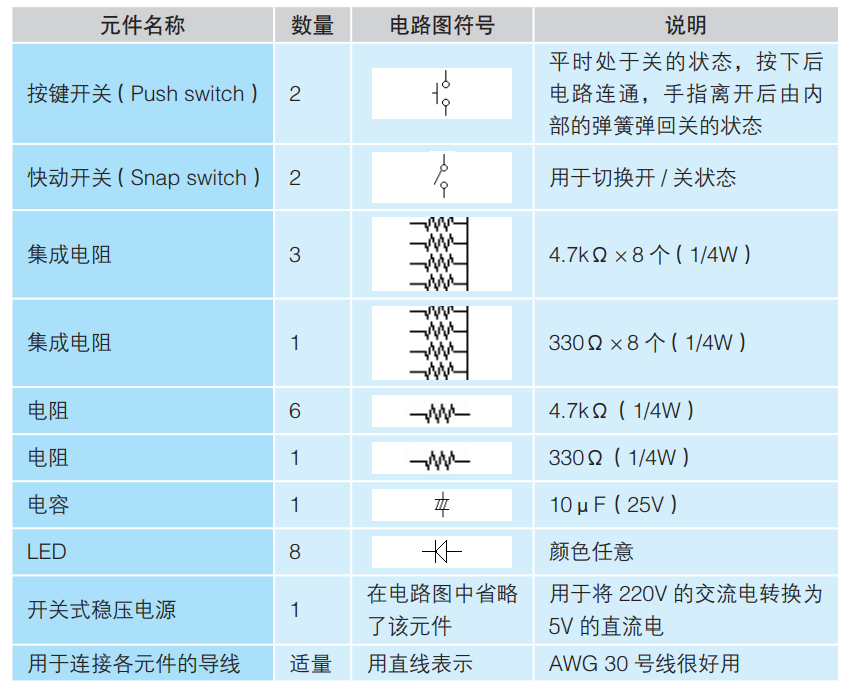 元件名称 数量 电路图符号 说明
按键开关（Push switch） 2 平时处于关的状态，按下后
电路连通，手指离开后由内
部的弹簧弹回关的状态
快动开关（Snap switch） 2 用于切换开/关状态
集成电阻 3 4.7kΩ×8个（1/4W）
集成电阻 1 330Ω×8个（1/4W）
电阻 6 4.7kΩ（1/4W）
电阻 1 330Ω（1/4W）
电容 1 10μF（25V）
LED 8 颜色任意
开关式稳压电源 1 在电路图中省略
了该元件
用于将 220V 的交流电转换为
5V 的直流电
用于连接各元件的导线 适量 用直线表示 AWG 30 号线很好用